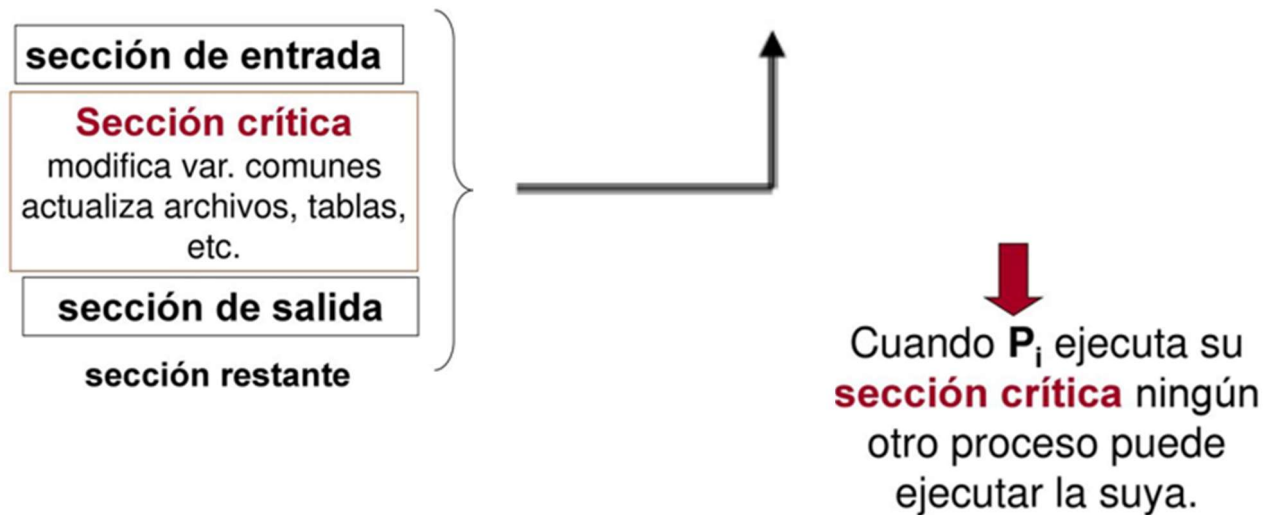 sección de entrada
Sección crítica
modifica var. comunes
actualiza archivos, tablas,
etc.
sección de salida
sección restante
Cuando Pi ejecuta su
sección crítica ningún
otro proceso puede
ejecutar la suya.